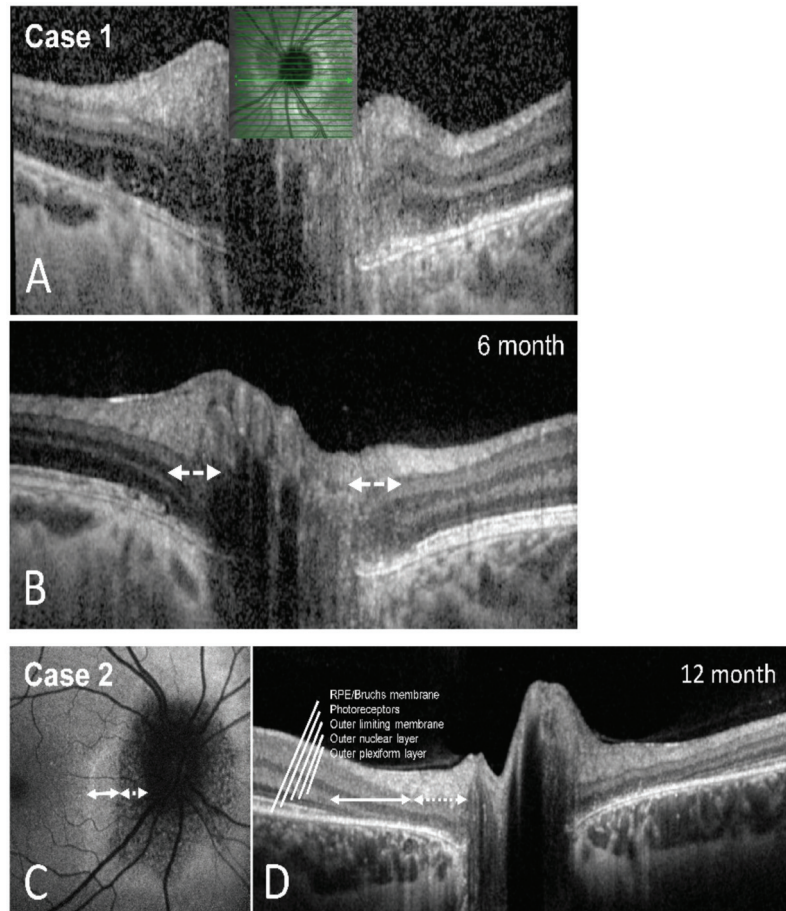 Case 1
A
6 month
B
Case 2
C
12 month
RPE/Bruchs membrane
Photoreceptors
Outer limiting membrane
Outer nuclear layer
Outer plexiform layer
D